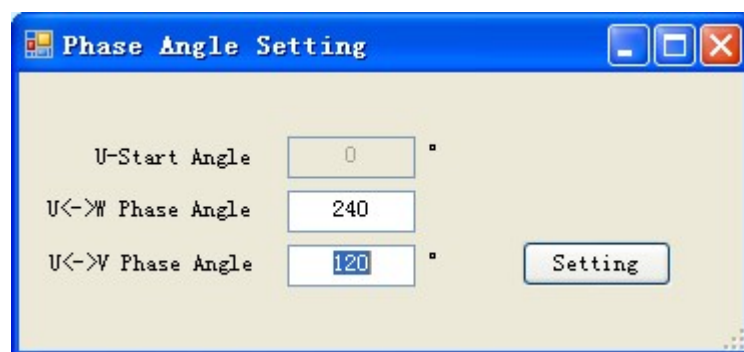 Phase Angle Setting
U-Start Angle 0 °
U<->W Phase Angle 240
U<->V Phase Angle 120 ° Setting